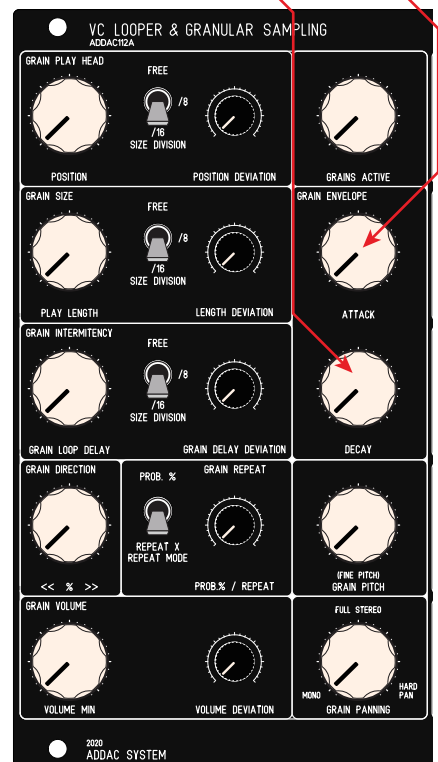 VC LOOPER & GRANULAR SAMPLING
ADDAC112A
GRAIN PLAY HEAD
FREE
/8
/16
SIZE DIVISION
POSITION
POSITION DEVIATION
GRAINS ACTIVE
GRAIN SIZE
FREE
/8
/16
SIZE DIVISION
PLAY LENGTH
LENGTH DEVIATION
GRAIN ENVELOPE
ATTACK
GRAIN INTERMITENCY
FREE
/8
/16
SIZE DIVISION
GRAIN LOOP DELAY
GRAIN DELAY DEVIATION
DECAY
GRAIN DIRECTION
<< % >>
PROB. %
GRAIN REPEAT
REPEAT X
REPEAT MODE
PROB.% / REPEAT
(FINE PITCH)
GRAIN PITCH
GRAIN VOLUME
VOLUME MIN
VOLUME DEVIATION
FULL STEREO
MONO
HARD
PAN
GRAIN PANNING
2020
ADDAC SYSTEM